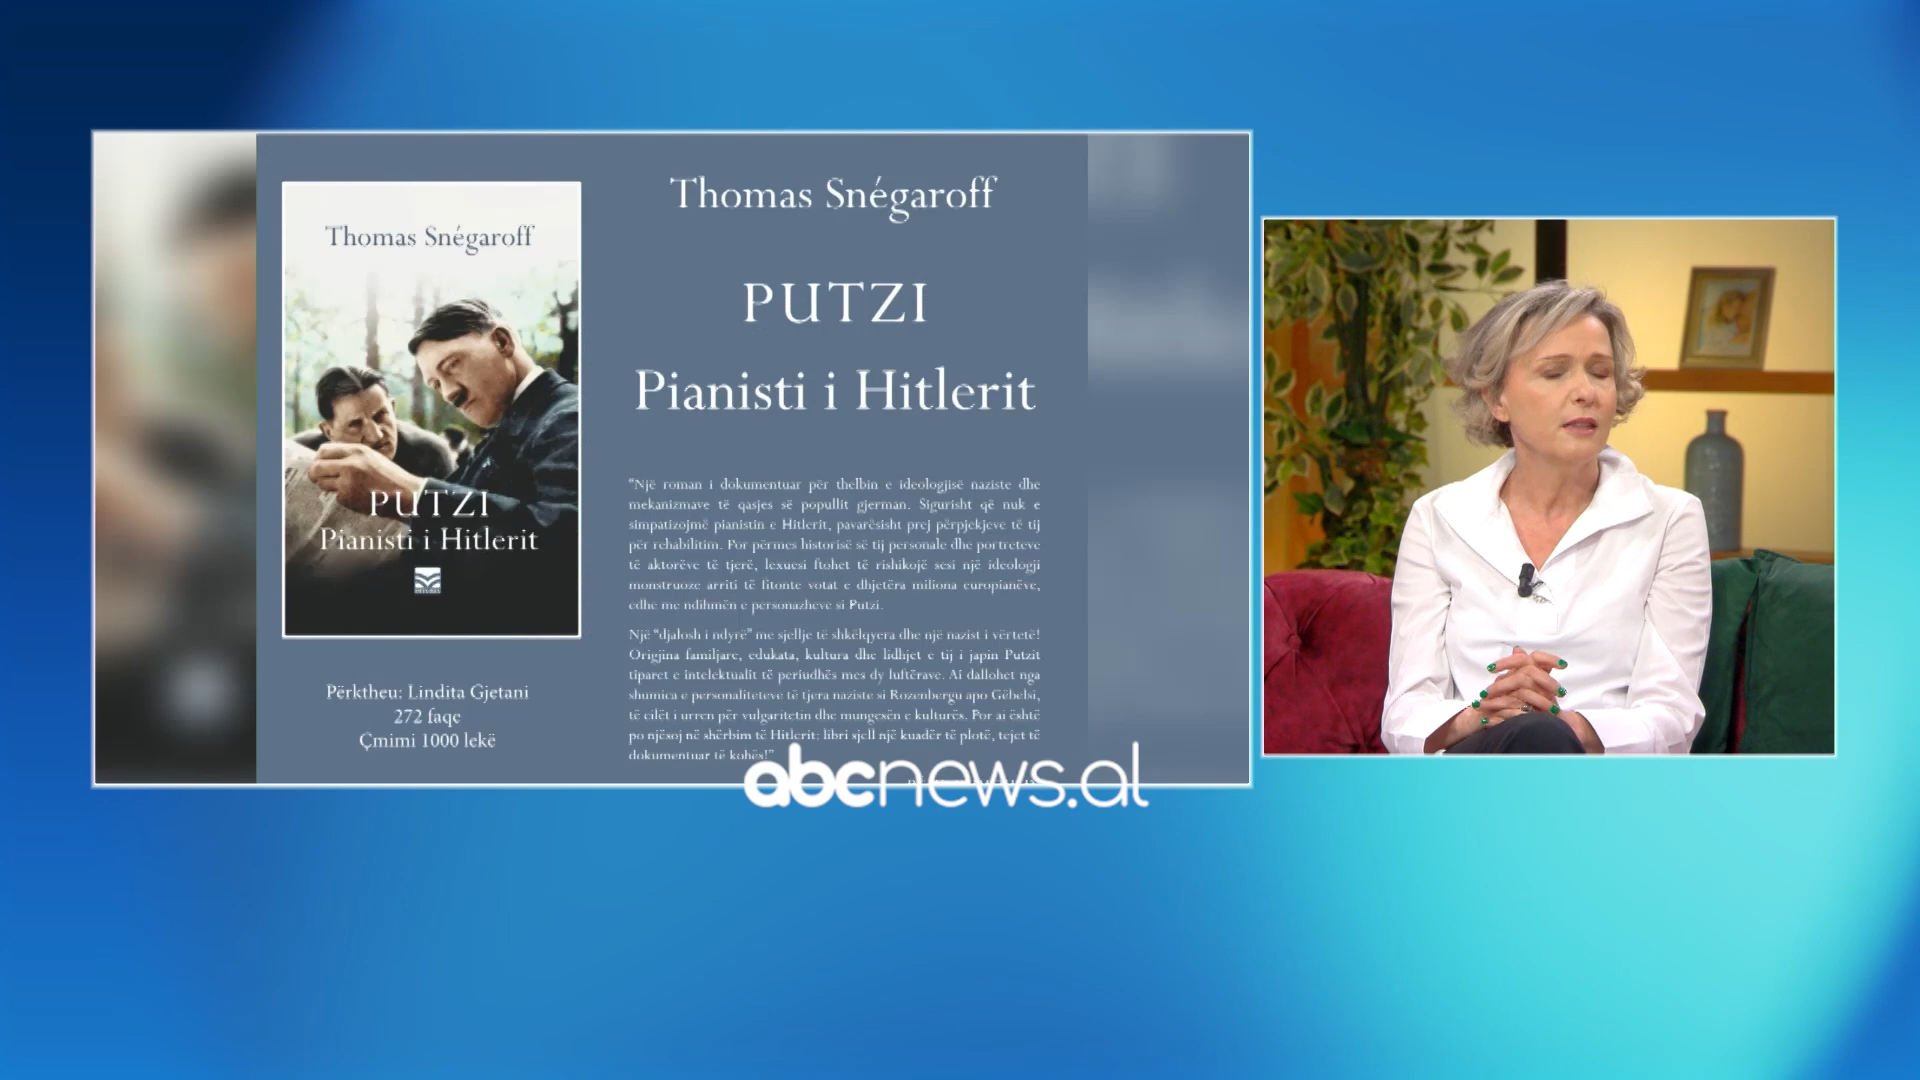 Thomas Snégaroff
PUTZI
Pianisti i Hitlerit
Përktheu: Lindita Gjetani
272 faqe
Çmimi 1000 lekë
Thomas Snégaroff
PUTZI
Pianisti i Hitlerit
“Një roman i dokumentuar për thelbin e ideologjisë naziste dhe
mekanizmave të qasjes së popullit gjerman. Sigurisht që nuk e
simpatizojmë pianistin e Hitlerit, pavarësisht prej përpjekjeve të tij
për rehabilitim. Por përmes historisë së tij personale dhe portreteve
të aktorëve të tjerë, lexuesi ftohet të rishikojë sesi një ideologji
monstruoze arriti të fitonte votat e dhjetëra miliona europianëve,
edhe me ndihmën e personazheve si Putzi.
Një “djalosh i ndyrë” me sjellje të shkëlqyera dhe një nazist i vërtetë!
Origjina familjare, edukata, kultura dhe lidhjet e tij i japin Putzit
tiparet e intelektualit të periudhës mes dy luftërave. Ai dallohet nga
shumica e personaliteteve të tjera naziste si Rozenbergu apo Gëbelsi,
të cilët i urren për vulgaritetin dhe mungesën e kulturës. Por ai është
po njësoj në shërbim të Hitlerit; libri sjell një kuadër të plotë, tejet të
dokumentuar të kohës!”
abcnews.al